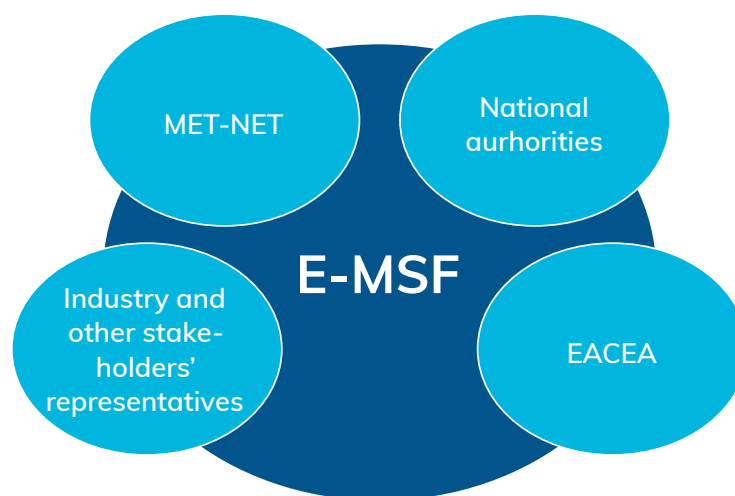 MET-NET
National
aurhorities
E-MSF
Industry and
other stake-
holders’
representatives
EACEA